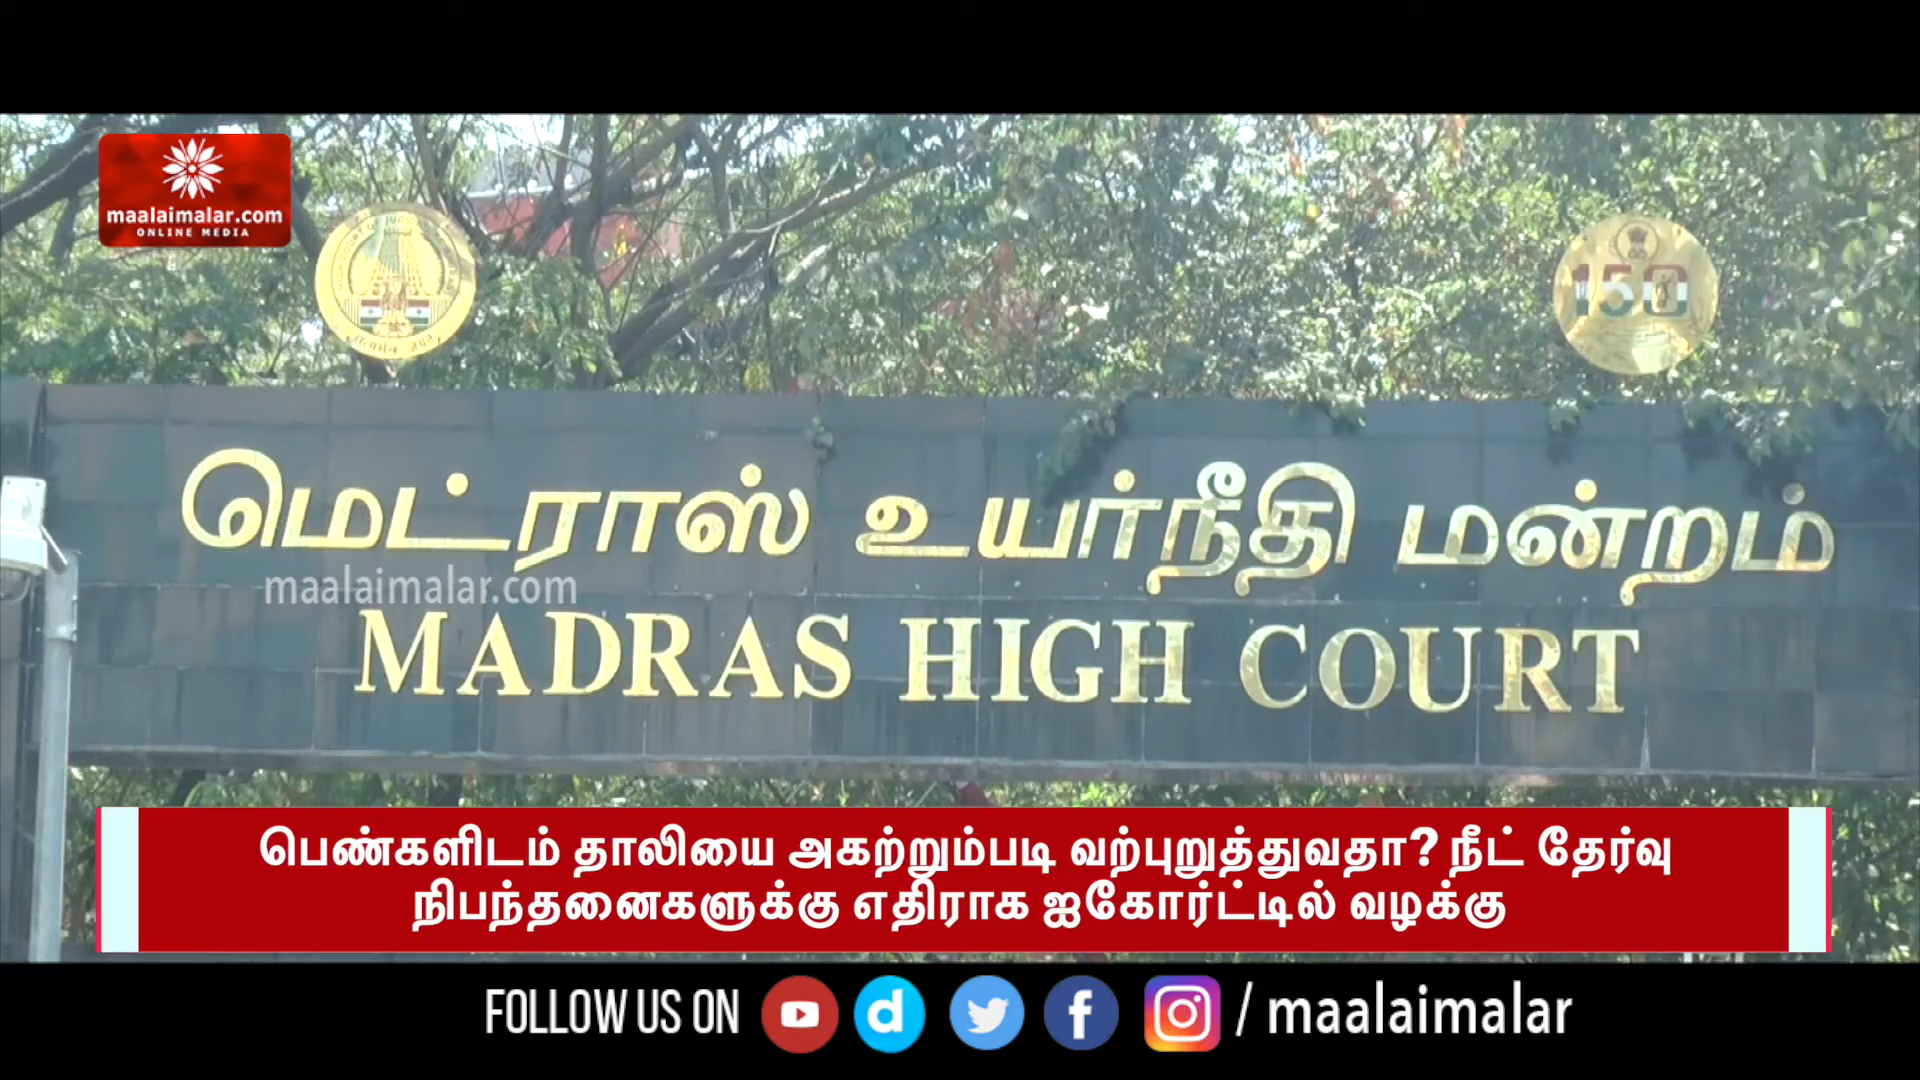 maalaimalar.com
ONLINE MEDIA
150
மெட்ராஸ் உயர்நீதி மன்றம்
maalaimalar.com
MADRAS HIGH COURT
பெண்களிடம் தாலியை அகற்றும்படி வற்புறுத்துவதா? நீட் தேர்வு
நிபந்தனைகளுக்கு எதிராக ஐகோர்ட்டில் வழக்கு
FOLLOW US ON / maalaimalar